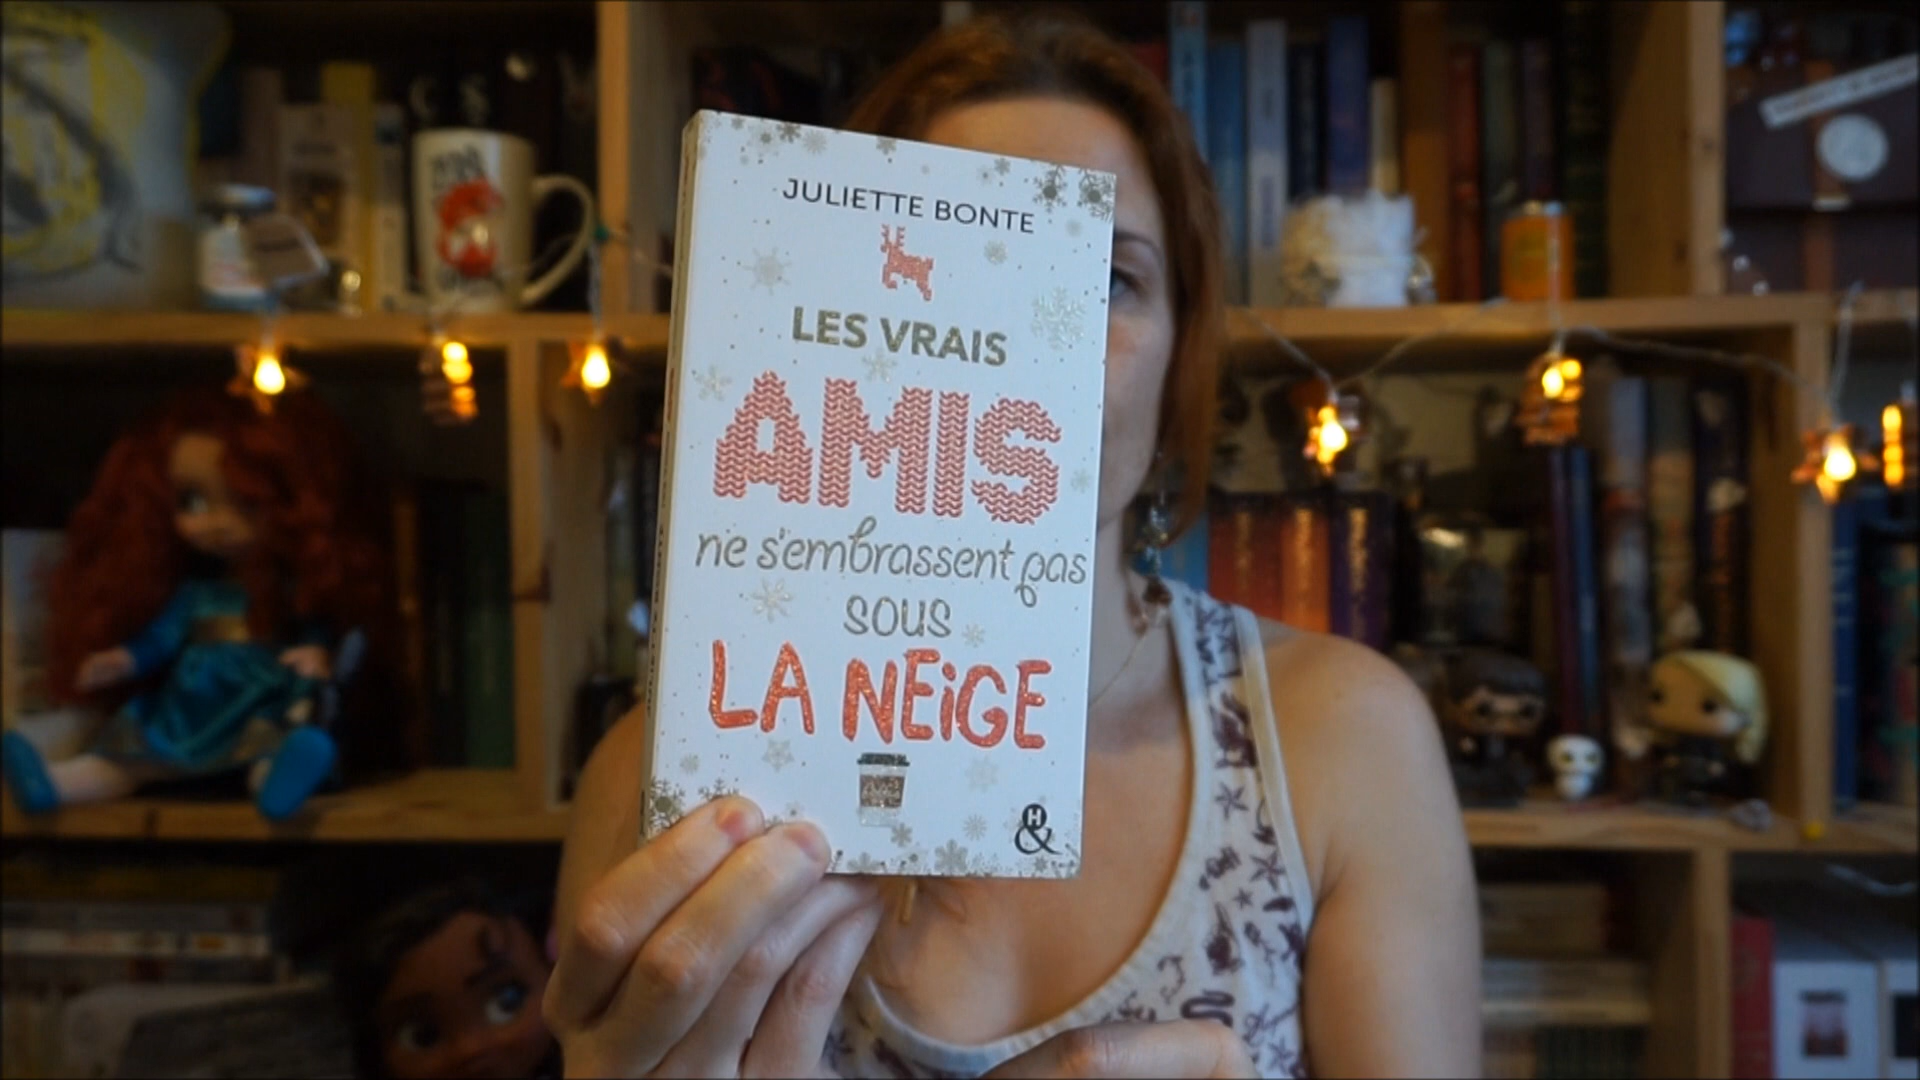 JULIETTE BONTE
LES VRAIS
AMIS
ne s'embrassent pas
sous
LA NEiGE
H
&